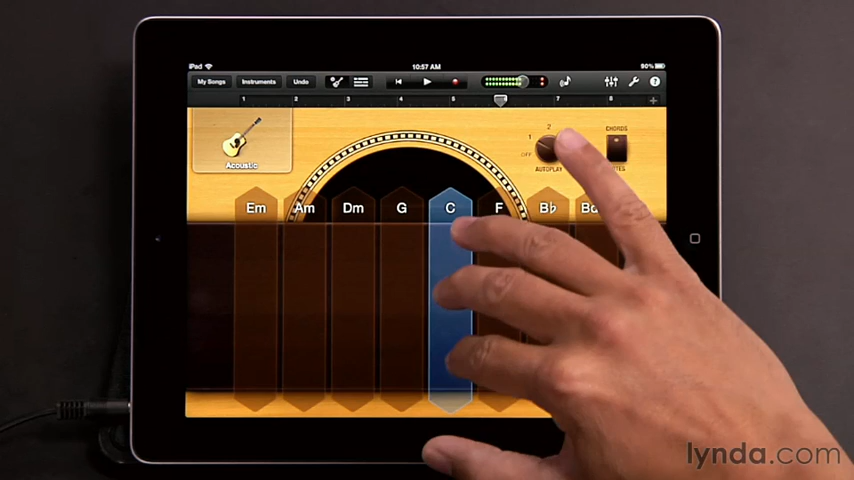 iPad
10:57 AM
90%
My Songs
Instruments
Undo
1 2 3 4 5 7 8
Acoustic
1
2
OFF
AUTOPLAY
CHORDS
Em Am Dm G C F B♭
lynda.com